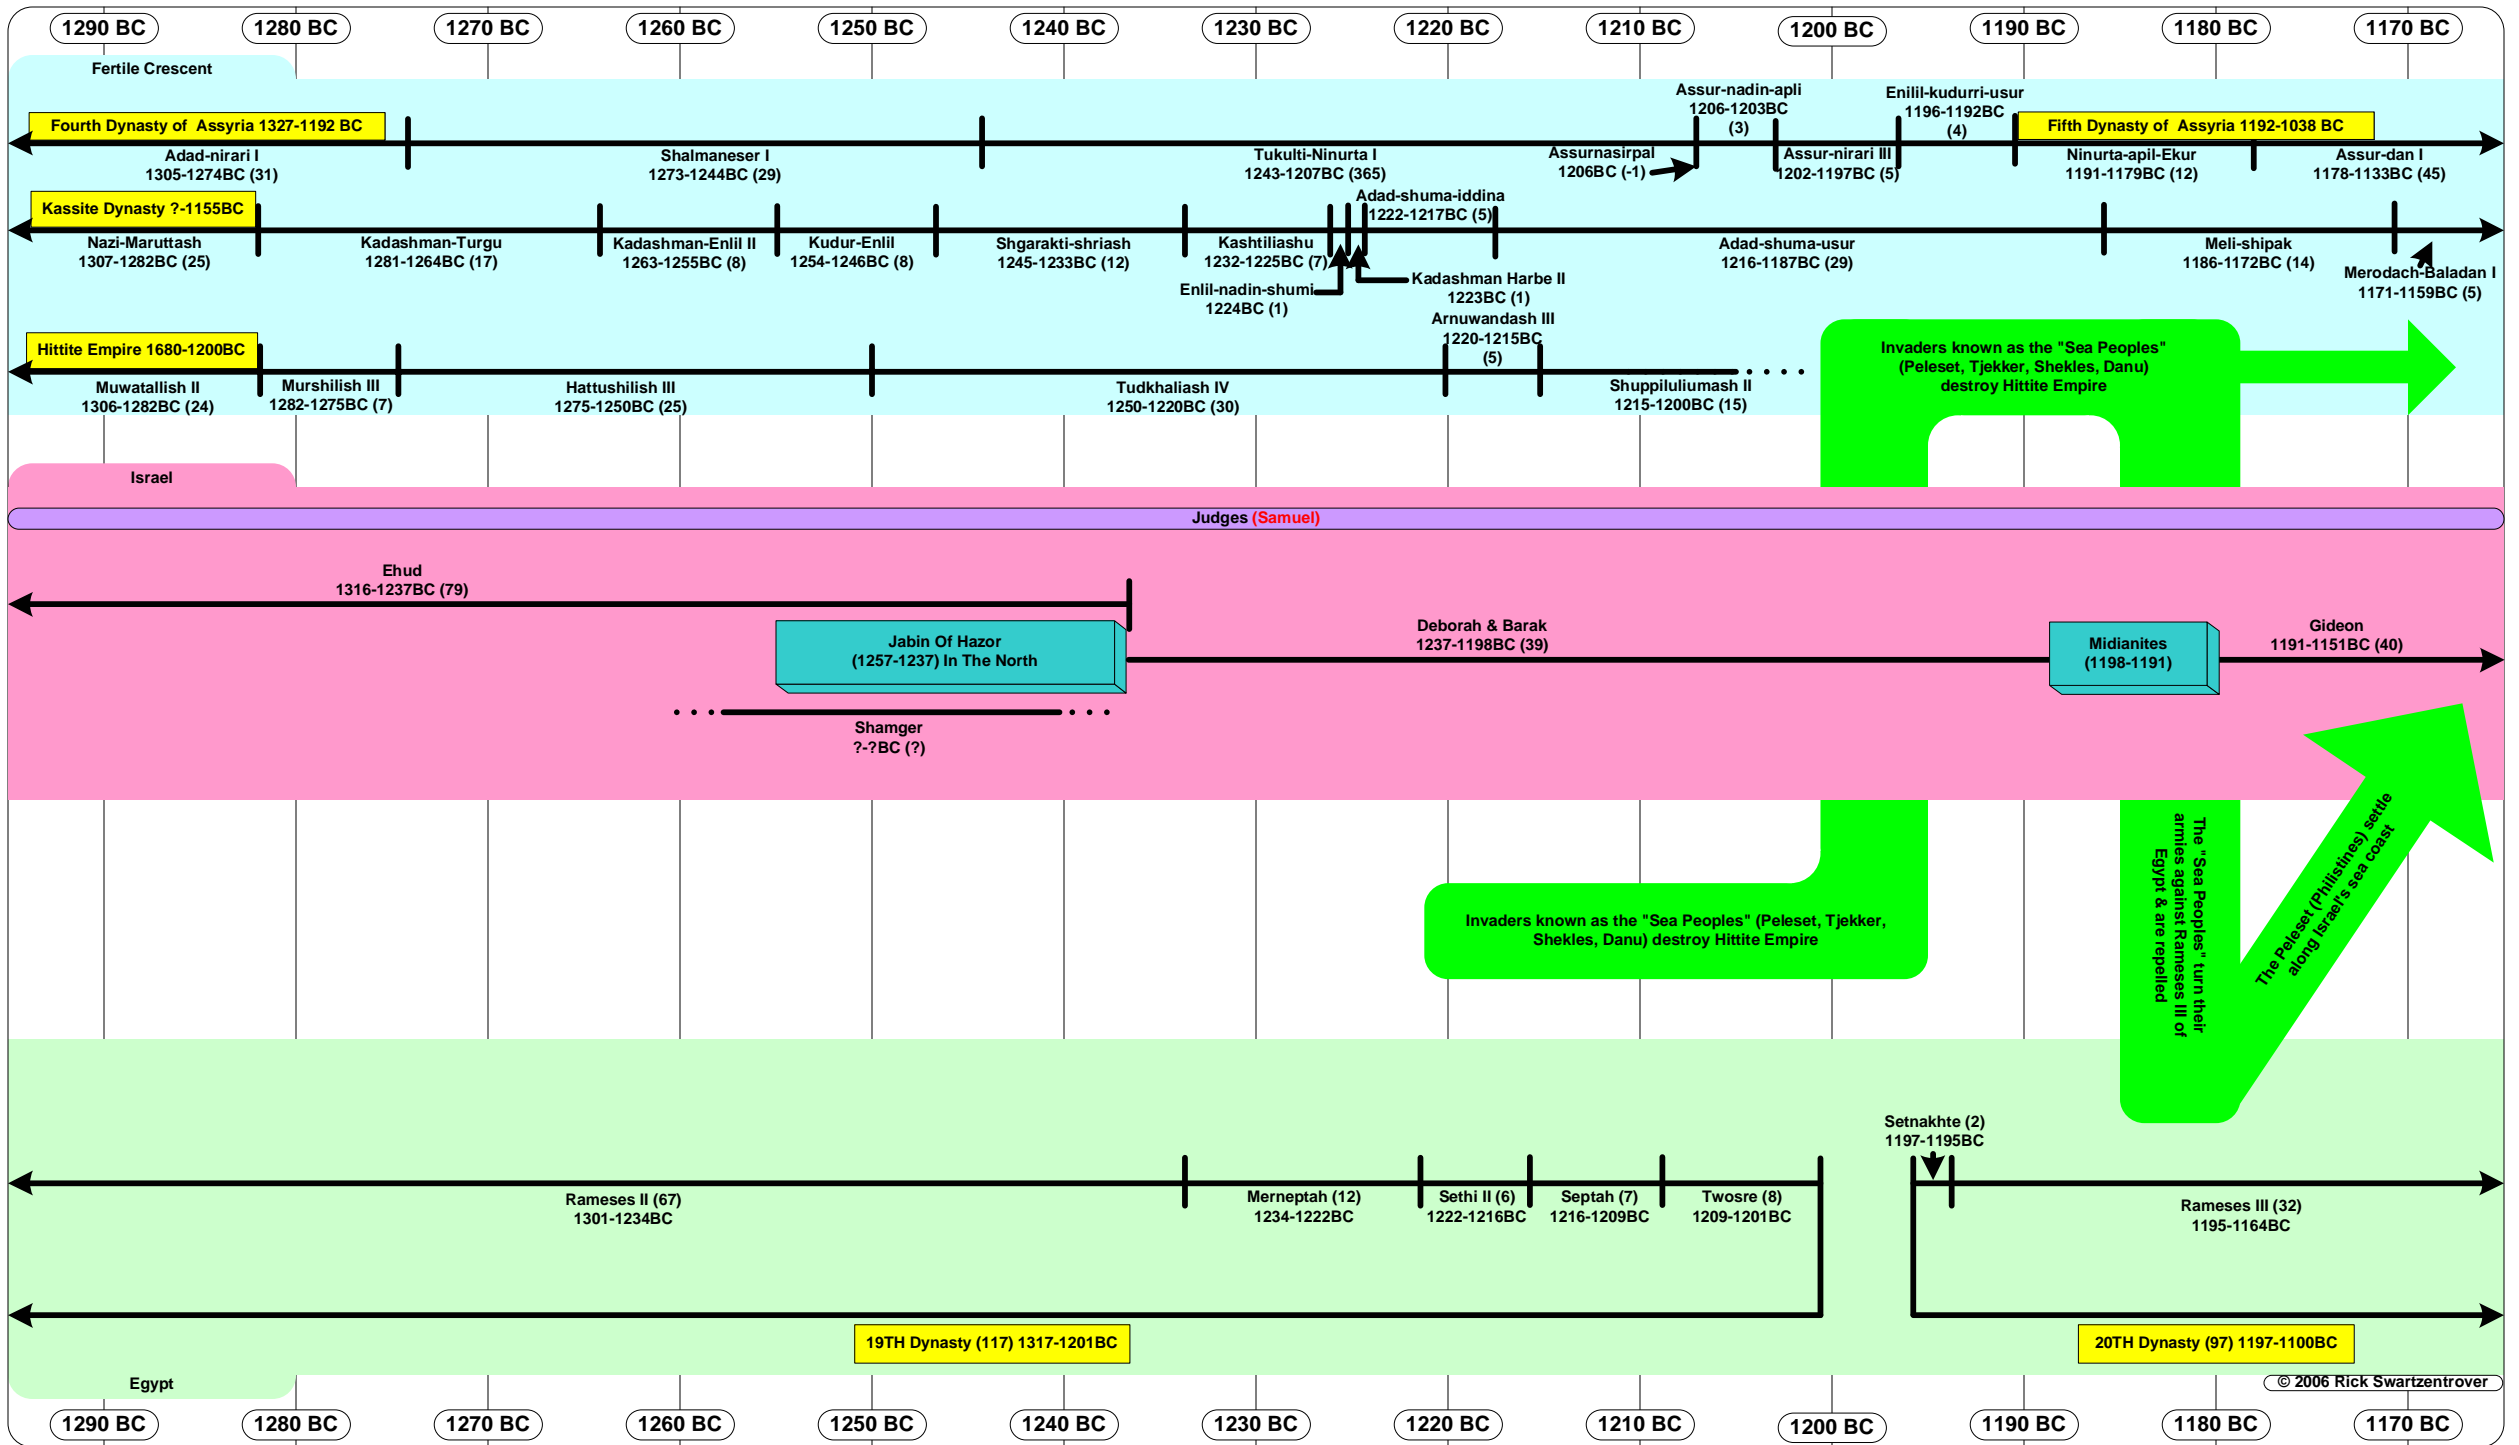 1290 BC
1280 BC
1270 BC
1260 BC
1250 BC
1240 BC
1230 BC
1220 BC
1210 BC
1200 BC
1190 BC
1180 BC
1170 BC
Fertile Crescent
Fourth Dynasty of Assyria 1327-1192 BC
Adad-nirari I
1305-1274BC (31)
Shalmaneser I
1273-1244BC (29)
Tukulti-Ninurta I
1243-1207BC (365)
Assurnasirpal
1206BC (-1)
Assur-nadin-apli
1206-1203BC
(3)
Assur-nirari III
1202-1197BC (5)
Enilil-kudurri-usur
1196-1192BC
(4)
Fifth Dynasty of Assyria 1192-1038 BC
Ninurta-apil-Ekur
1191-1179BC (12)
Assur-dan I
1178-1133BC (45)
Kassite Dynasty ?-1155BC
Nazi-Maruttash
1307-1282BC (25)
Kadashman-Turgu
1281-1264BC (17)
Kadashman-Enlil II
1263-1255BC (8)
Kudur-Enlil
1254-1246BC (8)
Shgarakti-shriash
1245-1233BC (12)
Kashtiliashu
1232-1225BC (7)
Enlil-nadin-shumi
1224BC (1)
Kadashman Harbe II
1223BC (1)
Adad-shuma-iddina
1222-1217BC (5)
Adad-shuma-usur
1216-1187BC (29)
Meli-shipak
1186-1172BC (14)
Merodach-Baladan I
1171-1159BC (5)
Hittite Empire 1680-1200BC
Muwatallish II
1306-1282BC (24)
Murshilish III
1282-1275BC (7)
Hattushilish III
1275-1250BC (25)
Tudkhaliash IV
1250-1220BC (30)
Arnuwandash III
1220-1215BC
(5)
Shuppiluliumash II
1215-1200BC (15)
Invaders known as the "Sea Peoples"
(Peleset, Tjekker, Shekles, Danu)
destroy Hittite Empire
Israel
Judges (Samuel)
Ehud
1316-1237BC (79)
Jabin Of Hazor
(1257-1237) In The North
Deborah & Barak
1237-1198BC (39)
Midianites
(1198-1191)
Gideon
1191-1151BC (40)
Shamger
?-?BC (?)
Invaders known as the "Sea Peoples" (Peleset, Tjekker,
Shekles, Danu) destroy Hittite Empire
The "Sea Peoples" turn their
armies against Rameses III of
Egypt & are repelled
The Peleset (Philistines) settle
along Israel's sea coast
Rameses II (67)
1301-1234BC
Merneptah (12)
1234-1222BC
Sethi II (6)
1222-1216BC
Septah (7)
1216-1209BC
Twosre (8)
1209-1201BC
Setnakhte (2)
1197-1195BC
Rameses III (32)
1195-1164BC
19TH Dynasty (117) 1317-1201BC
20TH Dynasty (97) 1197-1100BC
Egypt
© 2006 Rick Swartzentrover
1290 BC
1280 BC
1270 BC
1260 BC
1250 BC
1240 BC
1230 BC
1220 BC
1210 BC
1200 BC
1190 BC
1180 BC
1170 BC